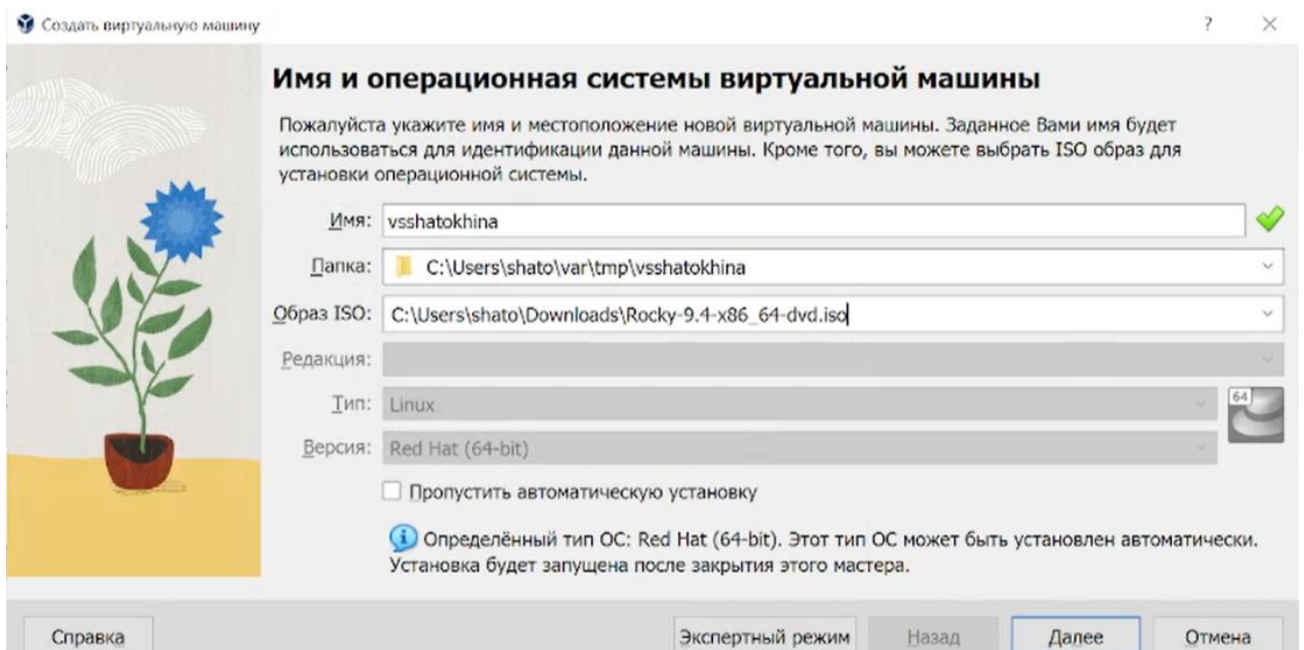 Создать виртуальную машину
?
Имя и операционная системы виртуальной машины
Пожалуйста укажите имя и местоположение новой виртуальной машины. Заданное Вами имя будет
использоваться для идентификации данной машины. Кроме того, вы можете выбрать ISO образ для
установки операционной системы.
Имя: vsshatokhina
Папка: C:\Users\shato\var\tmp\vsshatokhina
Образ ISO: C:\Users\shato\Downloads\Rocky-9.4-x86_64-dvd.iso
Редакция:
Тип: Linux
64
Версия: Red Hat (64-bit)
Пропустить автоматическую установку
Определённый тип ОС: Red Hat (64-bit). Этот тип ОС может быть установлен автоматически.
Установка будет запущена после закрытия этого мастера.
Справка Экспертный режим Назад Далее Отмена